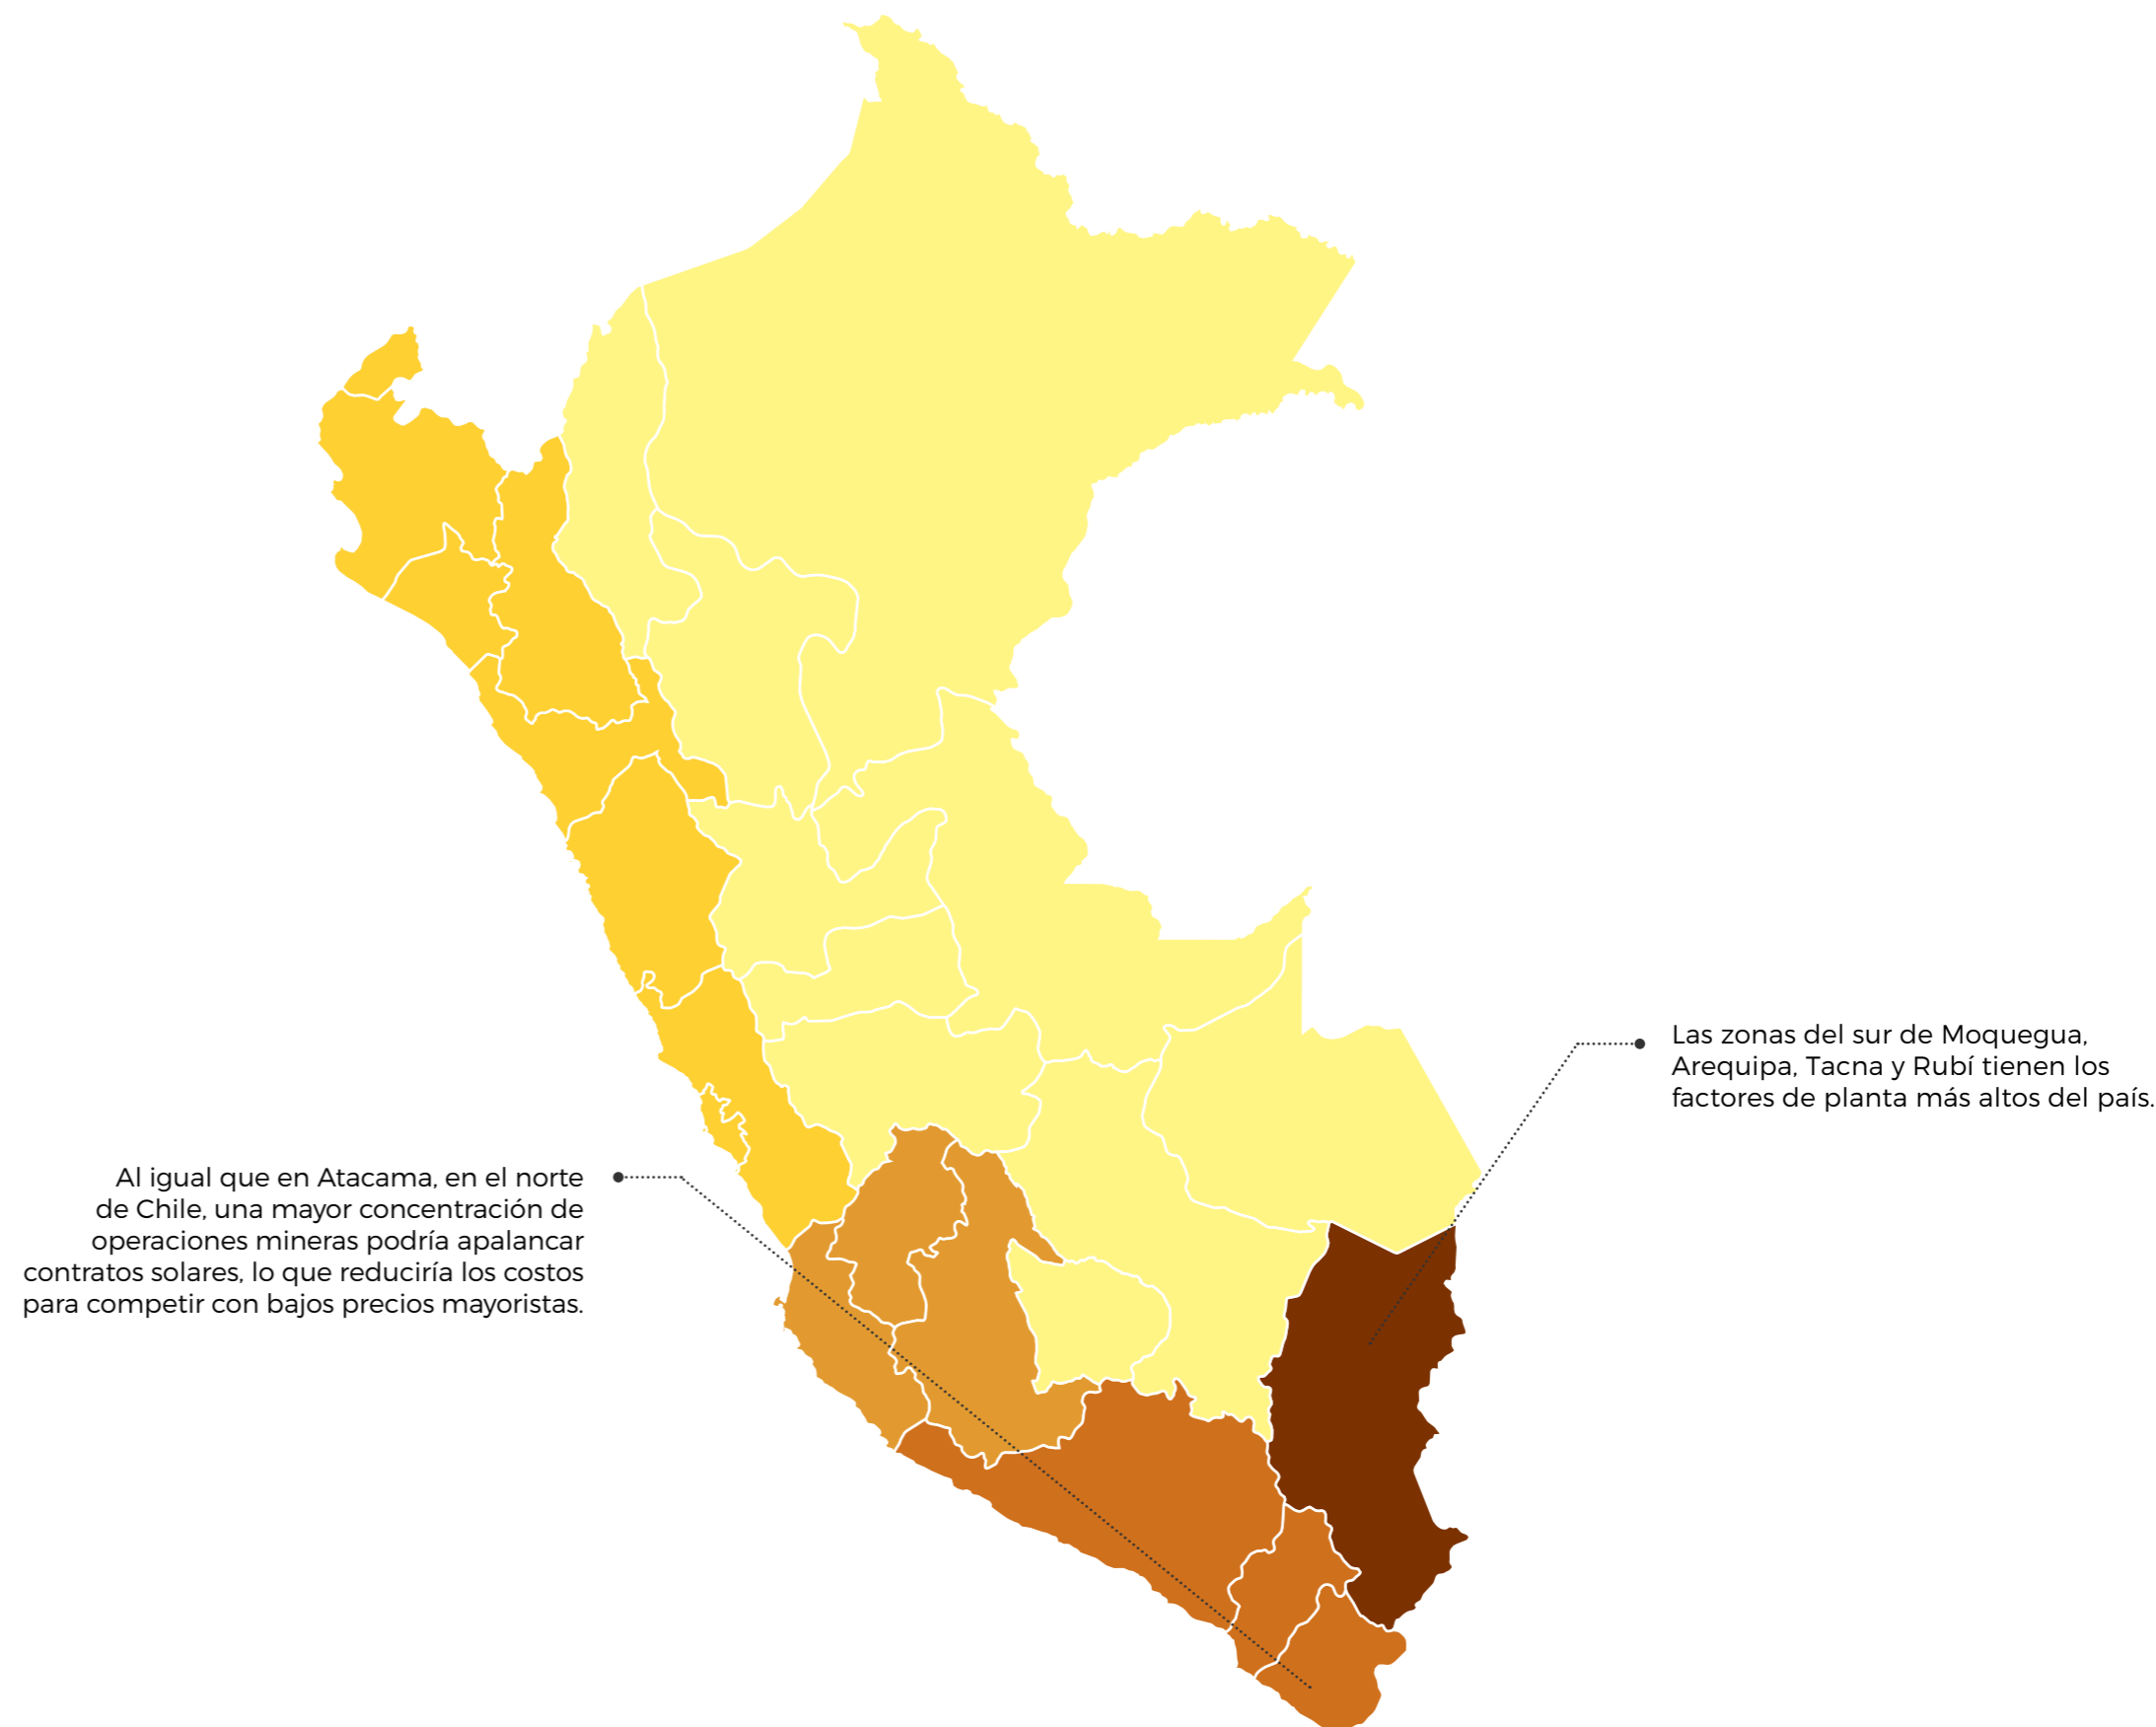 Las zonas del sur de Moquegua,
Arequipa, Tacna y Rubí tienen los
factores de planta más altos del país.
Al igual que en Atacama, en el norte
de Chile, una mayor concentración de
operaciones mineras podría apalancar
contratos solares, lo que reduciría los costos
para competir con bajos precios mayoristas.